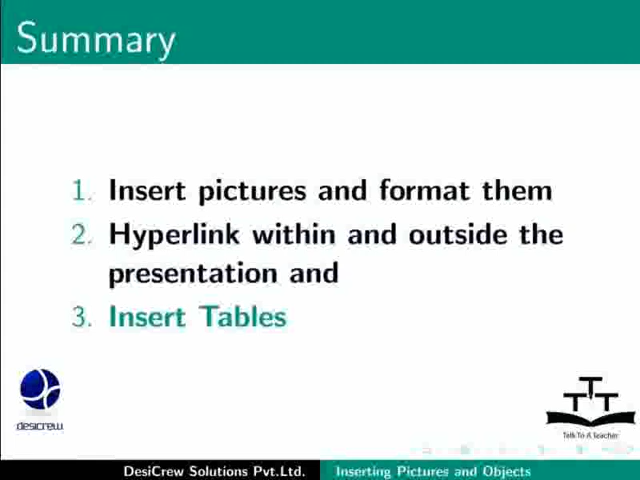 Summary
1. Insert pictures and format them
2. Hyperlink within and outside the
presentation and
3. Insert Tables
desicrew
TTT
Talk To A Teacher
DesiCrew Solutions Pvt.Ltd. Inserting Pictures and Objects